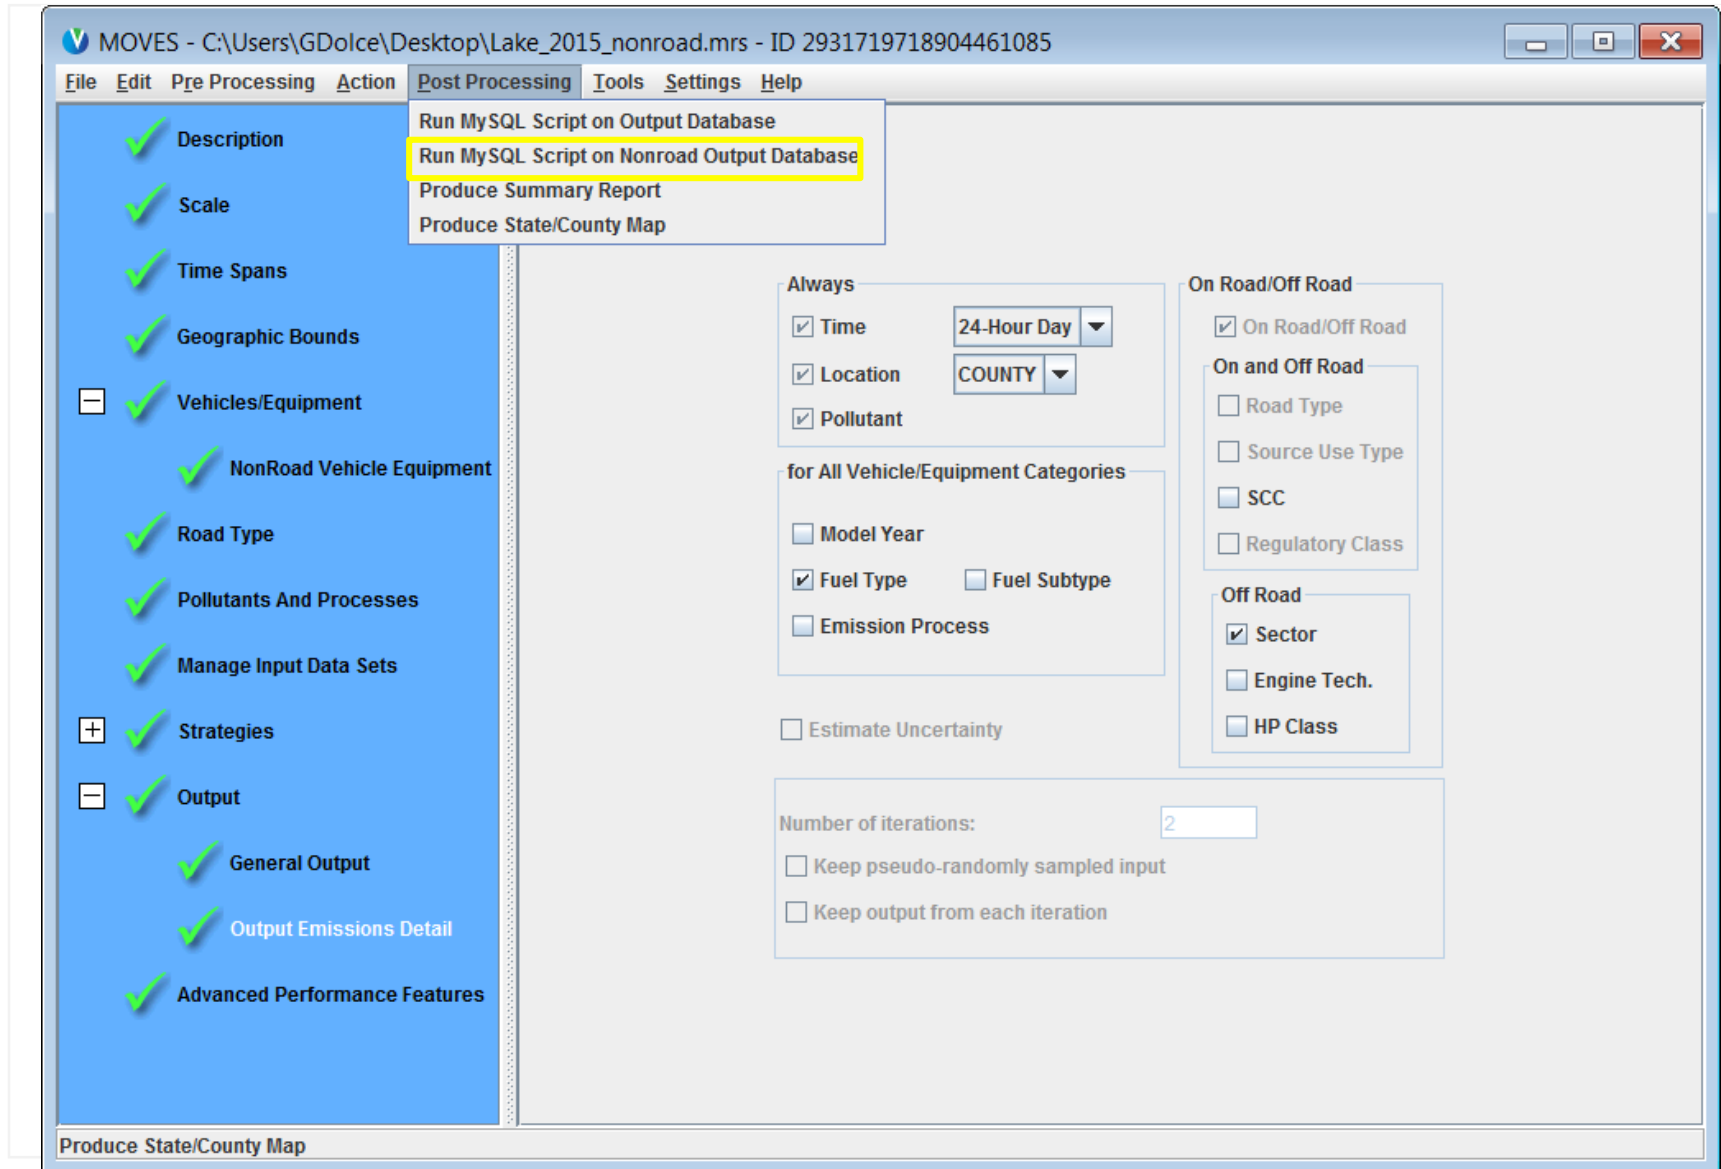 MOVES - C:\Users\GDolce\Desktop\Lake_2015_nonroad.mrs - ID 2931719718904461085
File Edit Pre Processing Action Post Processing Tools Settings Help
Run MySQL Script on Output Database
Run MySQL Script on Nonroad Output Database
Produce Summary Report
Produce State/County Map
Description
Scale
Time Spans
Geographic Bounds
Vehicles/Equipment
NonRoad Vehicle Equipment
Road Type
Pollutants And Processes
Manage Input Data Sets
Strategies
Output
General Output
Output Emissions Detail
Advanced Performance Features
Always
Time 24-Hour Day
Location COUNTY
Pollutant
for All Vehicle/Equipment Categories
Model Year
Fuel Type Fuel Subtype
Emission Process
Estimate Uncertainty
On Road/Off Road
On Road/Off Road
On and Off Road
Road Type
Source Use Type
SCC
Regulatory Class
Off Road
Sector
Engine Tech.
HP Class
Number of iterations: 2
Keep pseudo-randomly sampled input
Keep output from each iteration
Produce State/County Map